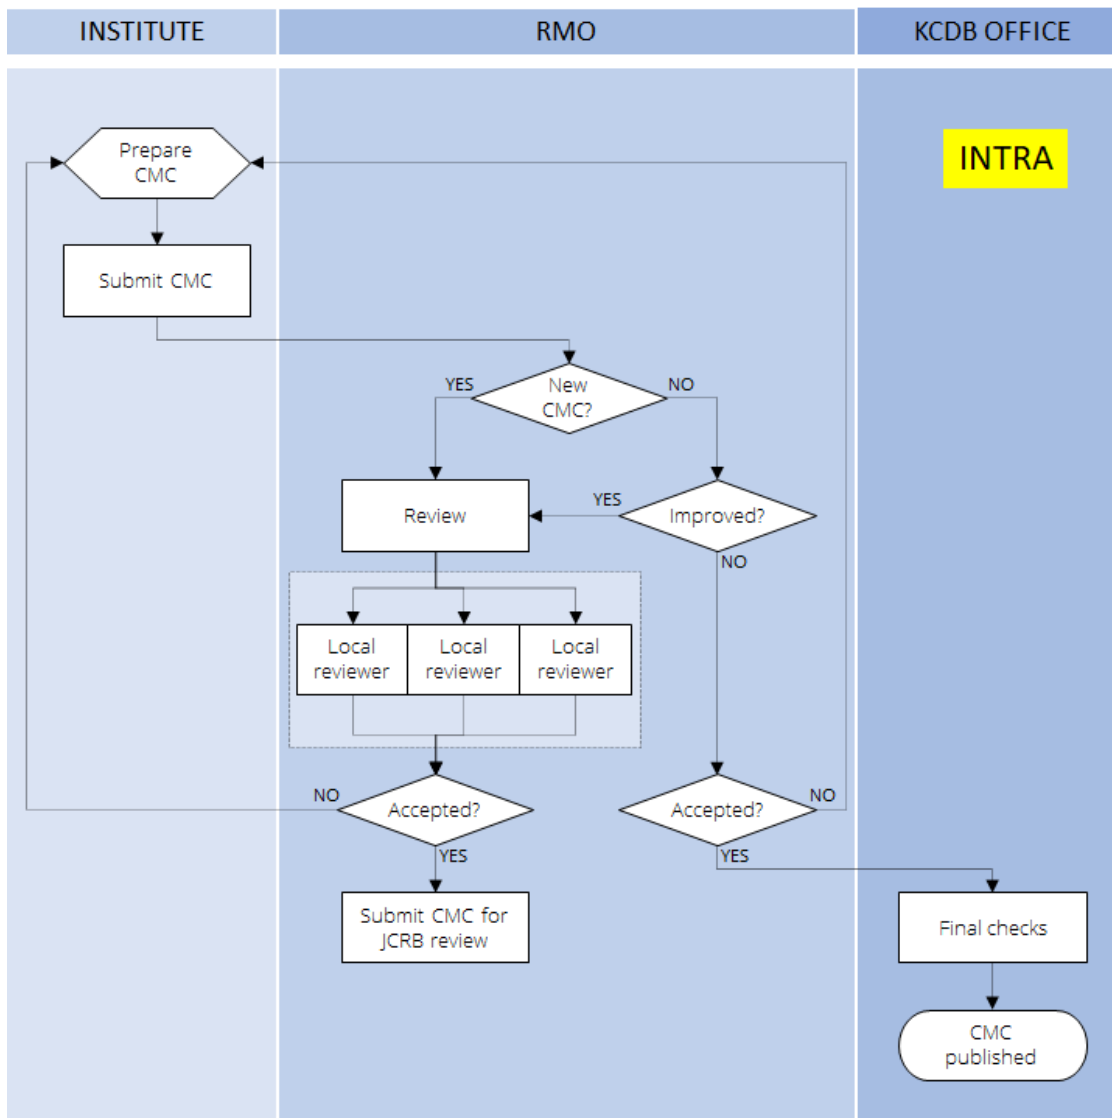 INSTITUTE
RMO
KCDB OFFICE
INTRA
Prepare
CMC
Submit CMC
New
CMC?
YES
NO
Review
YES
Improved?
NO
Local
reviewer
Local
reviewer
Local
reviewer
NO
Accepted?
YES
Accepted?
NO
YES
Submit CMC for
JCRB review
Final checks
CMC
published